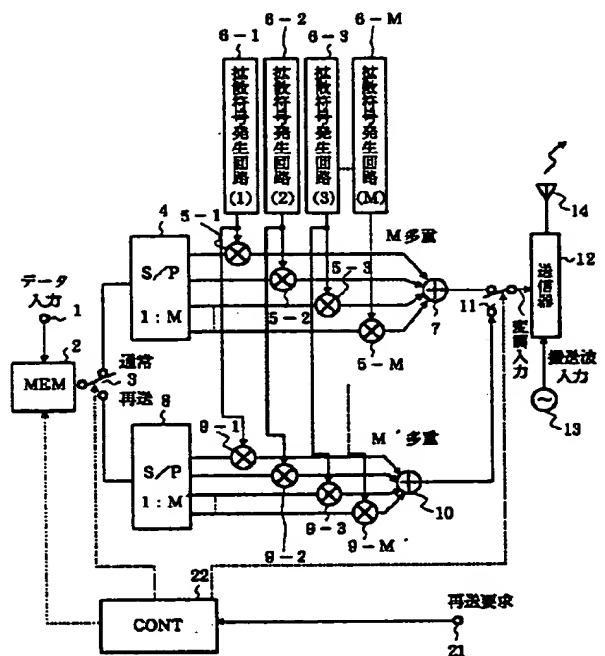 6-1
6-2
6-3
6-M
拡散符号発生回路(1)
拡散符号発生回路(2)
拡散符号発生回路(3)
拡散符号発生回路(M)
4
5-1
M多重
14
12
データ入力
1
S/P
1:M
5-3
5-2
7
11
送信器
2
5-M
変調入力
MEM
通常
3
再送
8
搬送波入力
13
9-1
M'多重
S/P
1:M
10
9-3
9-2
9-M'
22
再送要求
CONT
21